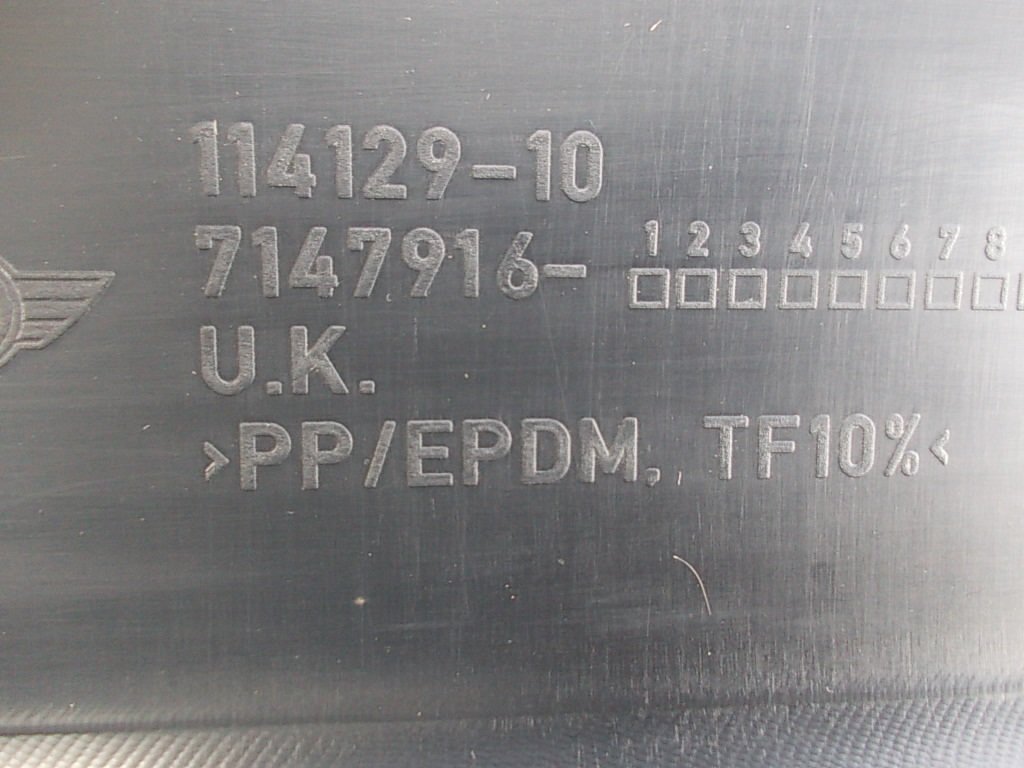 114129-10
7147916-
1 2 3 4 5 6 7 8
U.K.
>PP/EPDM, TF10%<